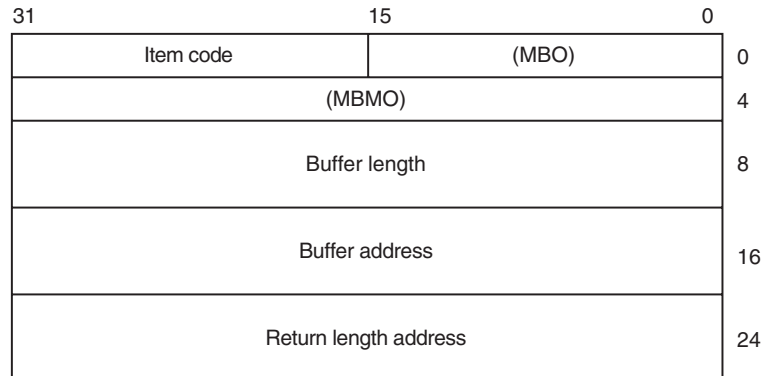 31 15 0
Item code (MBO) 0
(MBMO) 4
Buffer length 8
Buffer address 16
Return length address 24